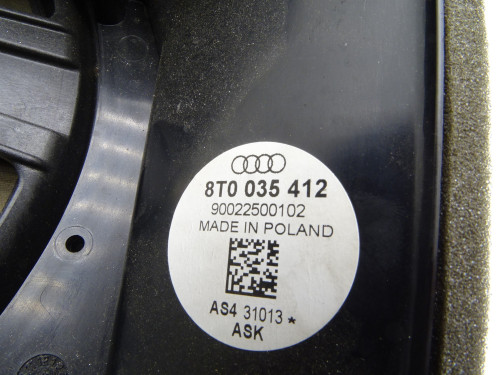 8T0 035 412
90022500102
MADE IN POLAND
AS4 31013 *
ASK